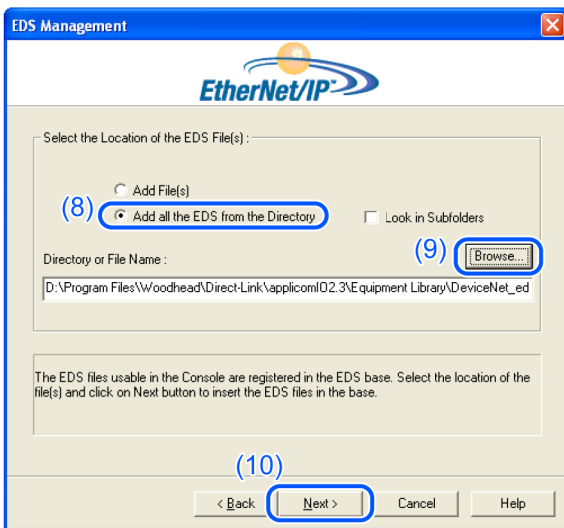 EDS Management
EtherNet/IP™
Select the Location of the EDS File(s) :
Add File(s)
(8) Add all the EDS from the Directory Look in Subfolders
(9) Browse...
Directory or File Name :
D:\Program Files\Woodhead\Direct-Link\applicomIO2.3\Equipment Library\DeviceNet_ed
The EDS files usable in the Console are registered in the EDS base. Select the location of the
file(s) and click on Next button to insert the EDS files in the base.
(10)
< Back Next > Cancel Help